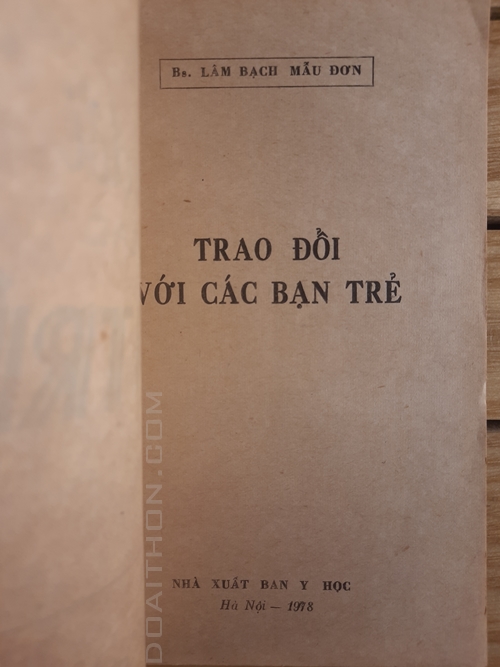 Bs. LÂM BẠCH MẪU ĐƠN
TRAO ĐỔI
VỚI CÁC BẠN TRẺ
NHÀ XUẤT BẢN Y HỌC
Hà Nội — 1978
DOAITHON.COM